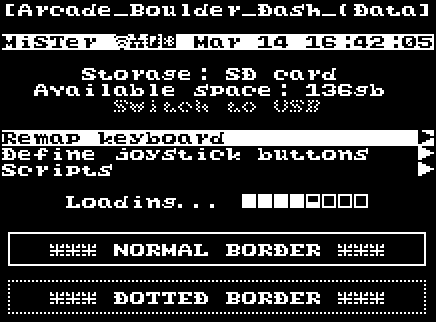 [Arcade_Boulder_Dash_(Data]
MiSTer Mar 14 16:42:05
Storage: SD card
Available space: 136gb
Switch to USB
Remap keyboard
Define joystick buttons
Scripts
Loading...
*** NORMAL BORDER ***
*** DOTTED BORDER ***